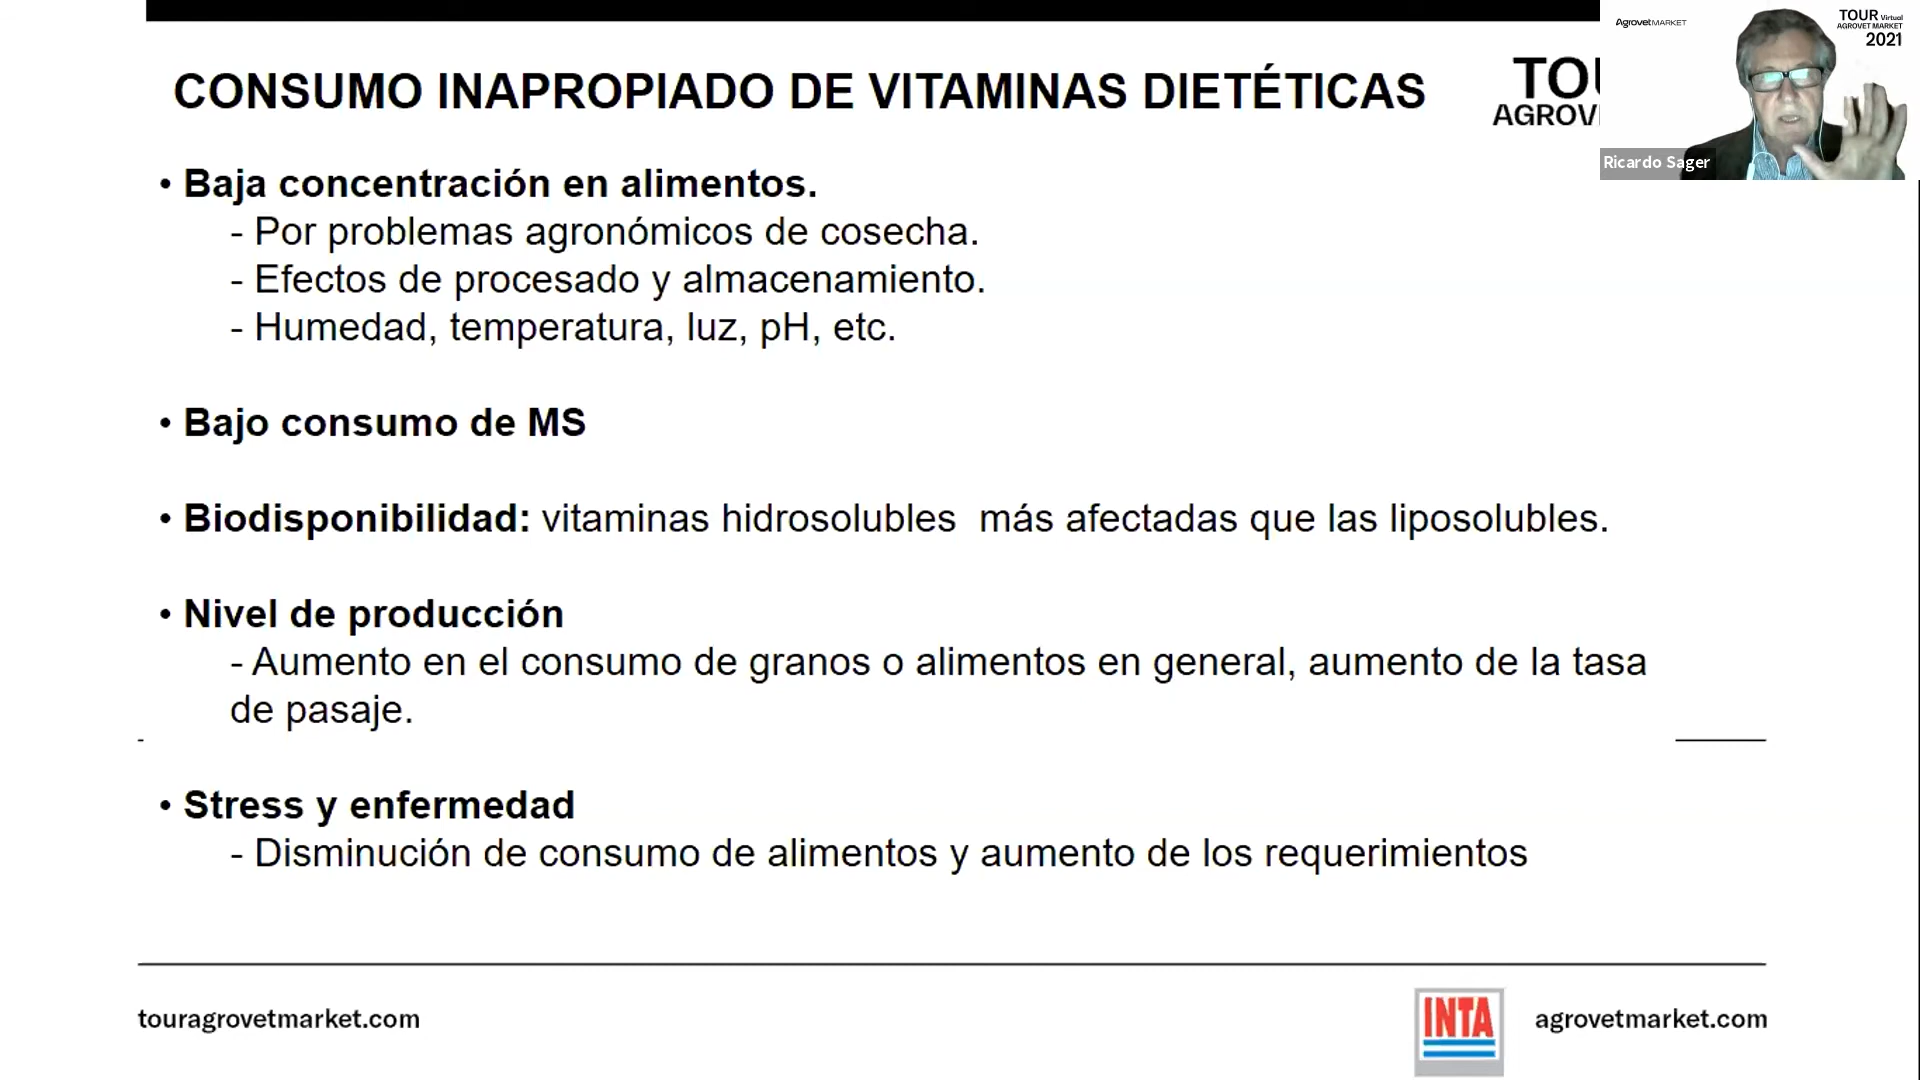 CONSUMO INAPROPIADO DE VITAMINAS DIETÉTICAS
TOU
AGROV
AgrovetMARKET
TOUR Virtual
AGROVET MARKET
2021
Ricardo Sager
• Baja concentración en alimentos.
- Por problemas agronómicos de cosecha.
- Efectos de procesado y almacenamiento.
- Humedad, temperatura, luz, pH, etc.
• Bajo consumo de MS
• Biodisponibilidad: vitaminas hidrosolubles más afectadas que las liposolubles.
• Nivel de producción
- Aumento en el consumo de granos o alimentos en general, aumento de la tasa
de pasaje.
• Stress y enfermedad
- Disminución de consumo de alimentos y aumento de los requerimientos
touragrovetmarket.com
INTA
agrovetmarket.com